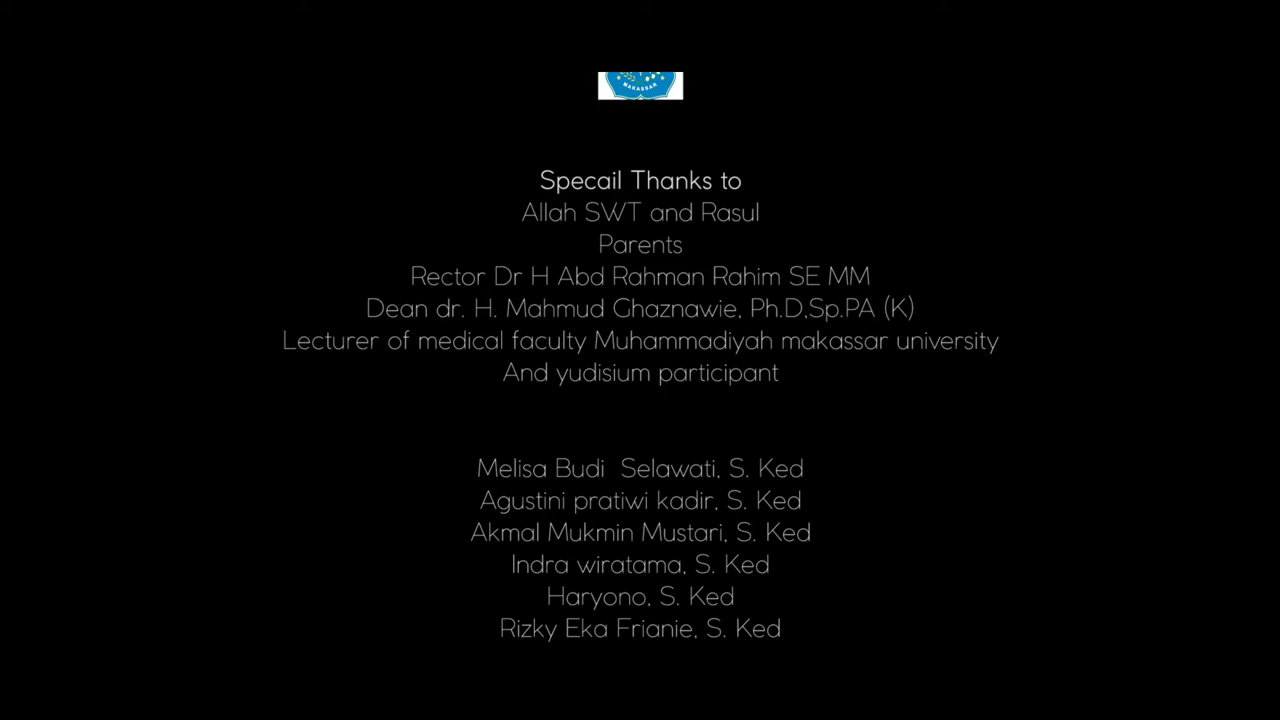 MAKASSAR
Specail Thanks to
Allah SWT and Rasul
Parents
Rector Dr H Abd Rahman Rahim SE MM
Dean dr. H. Mahmud Ghaznawie, Ph.D,Sp.PA (K)
Lecturer of medical faculty Muhammadiyah makassar university
And yudisium participant
Melisa Budi  Selawati, S. Ked
Agustini pratiwi kadir, S. Ked
Akmal Mukmin Mustari, S. Ked
Indra wiratama, S. Ked
Haryono, S. Ked
Rizky Eka Frianie, S. Ked